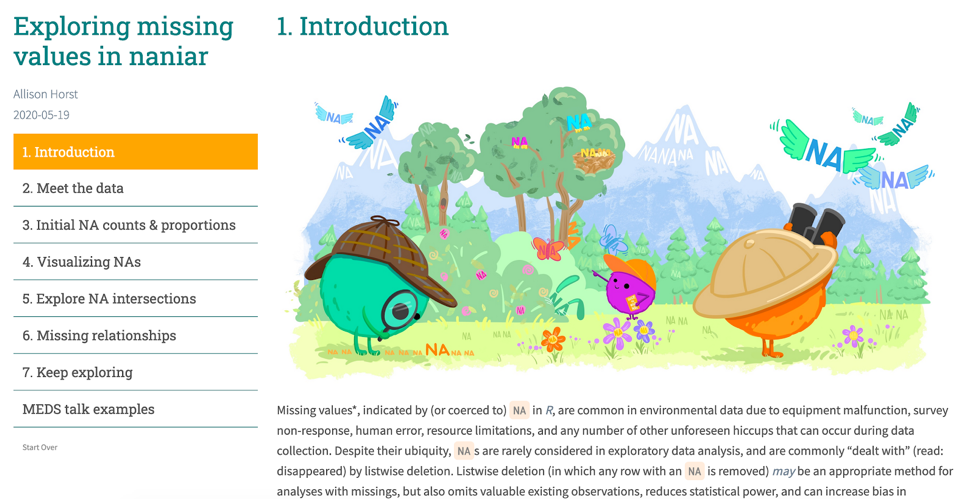 Exploring missing
values in naniar
Allison Horst
2020-05-19
1. Introduction
2. Meet the data
3. Initial NA counts & proportions
4. Visualizing NAs
5. Explore NA intersections
6. Missing relationships
7. Keep exploring
MEDS talk examples
Start Over
1. Introduction
NA
NA
NA
NA
NA
NA
NA
NA
NA
NA NA NA
NA
NA
NA
NA
NA
NA
NA NA NA NA NA NA NA
Missing values*, indicated by (or coerced to) NA in R, are common in environmental data due to equipment malfunction, survey
non-response, human error, resource limitations, and any number of other unforeseen hiccups that can occur during data
collection. Despite their ubiquity, NA s are rarely considered in exploratory data analysis, and are commonly “dealt with” (read:
disappeared) by listwise deletion. Listwise deletion (in which any row with an NA is removed) may be an appropriate method for
analyses with missings, but also omits valuable existing observations, reduces statistical power, and can increase bias in